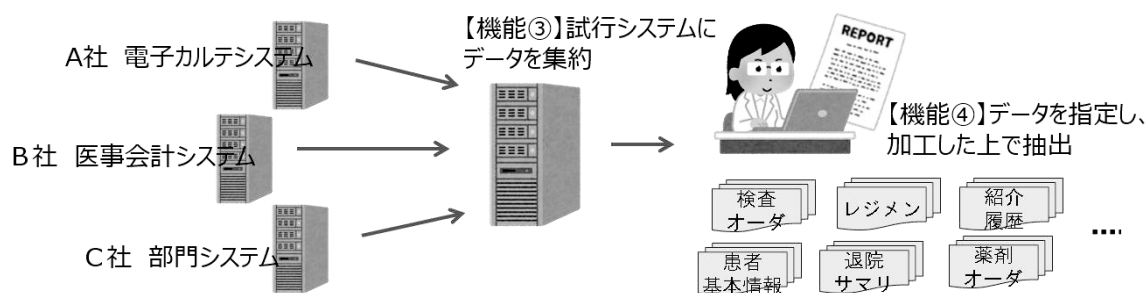 A社 電子カルテシステム
B社 医事会計システム
C社 部門システム
【機能③】試行システムに
データを集約
REPORT
【機能④】データを指定し、
加工した上で抽出
検査
オーダ
レジメン
紹介
履歴
患者
基本情報
退院
サマリ
薬剤
オーダ
....